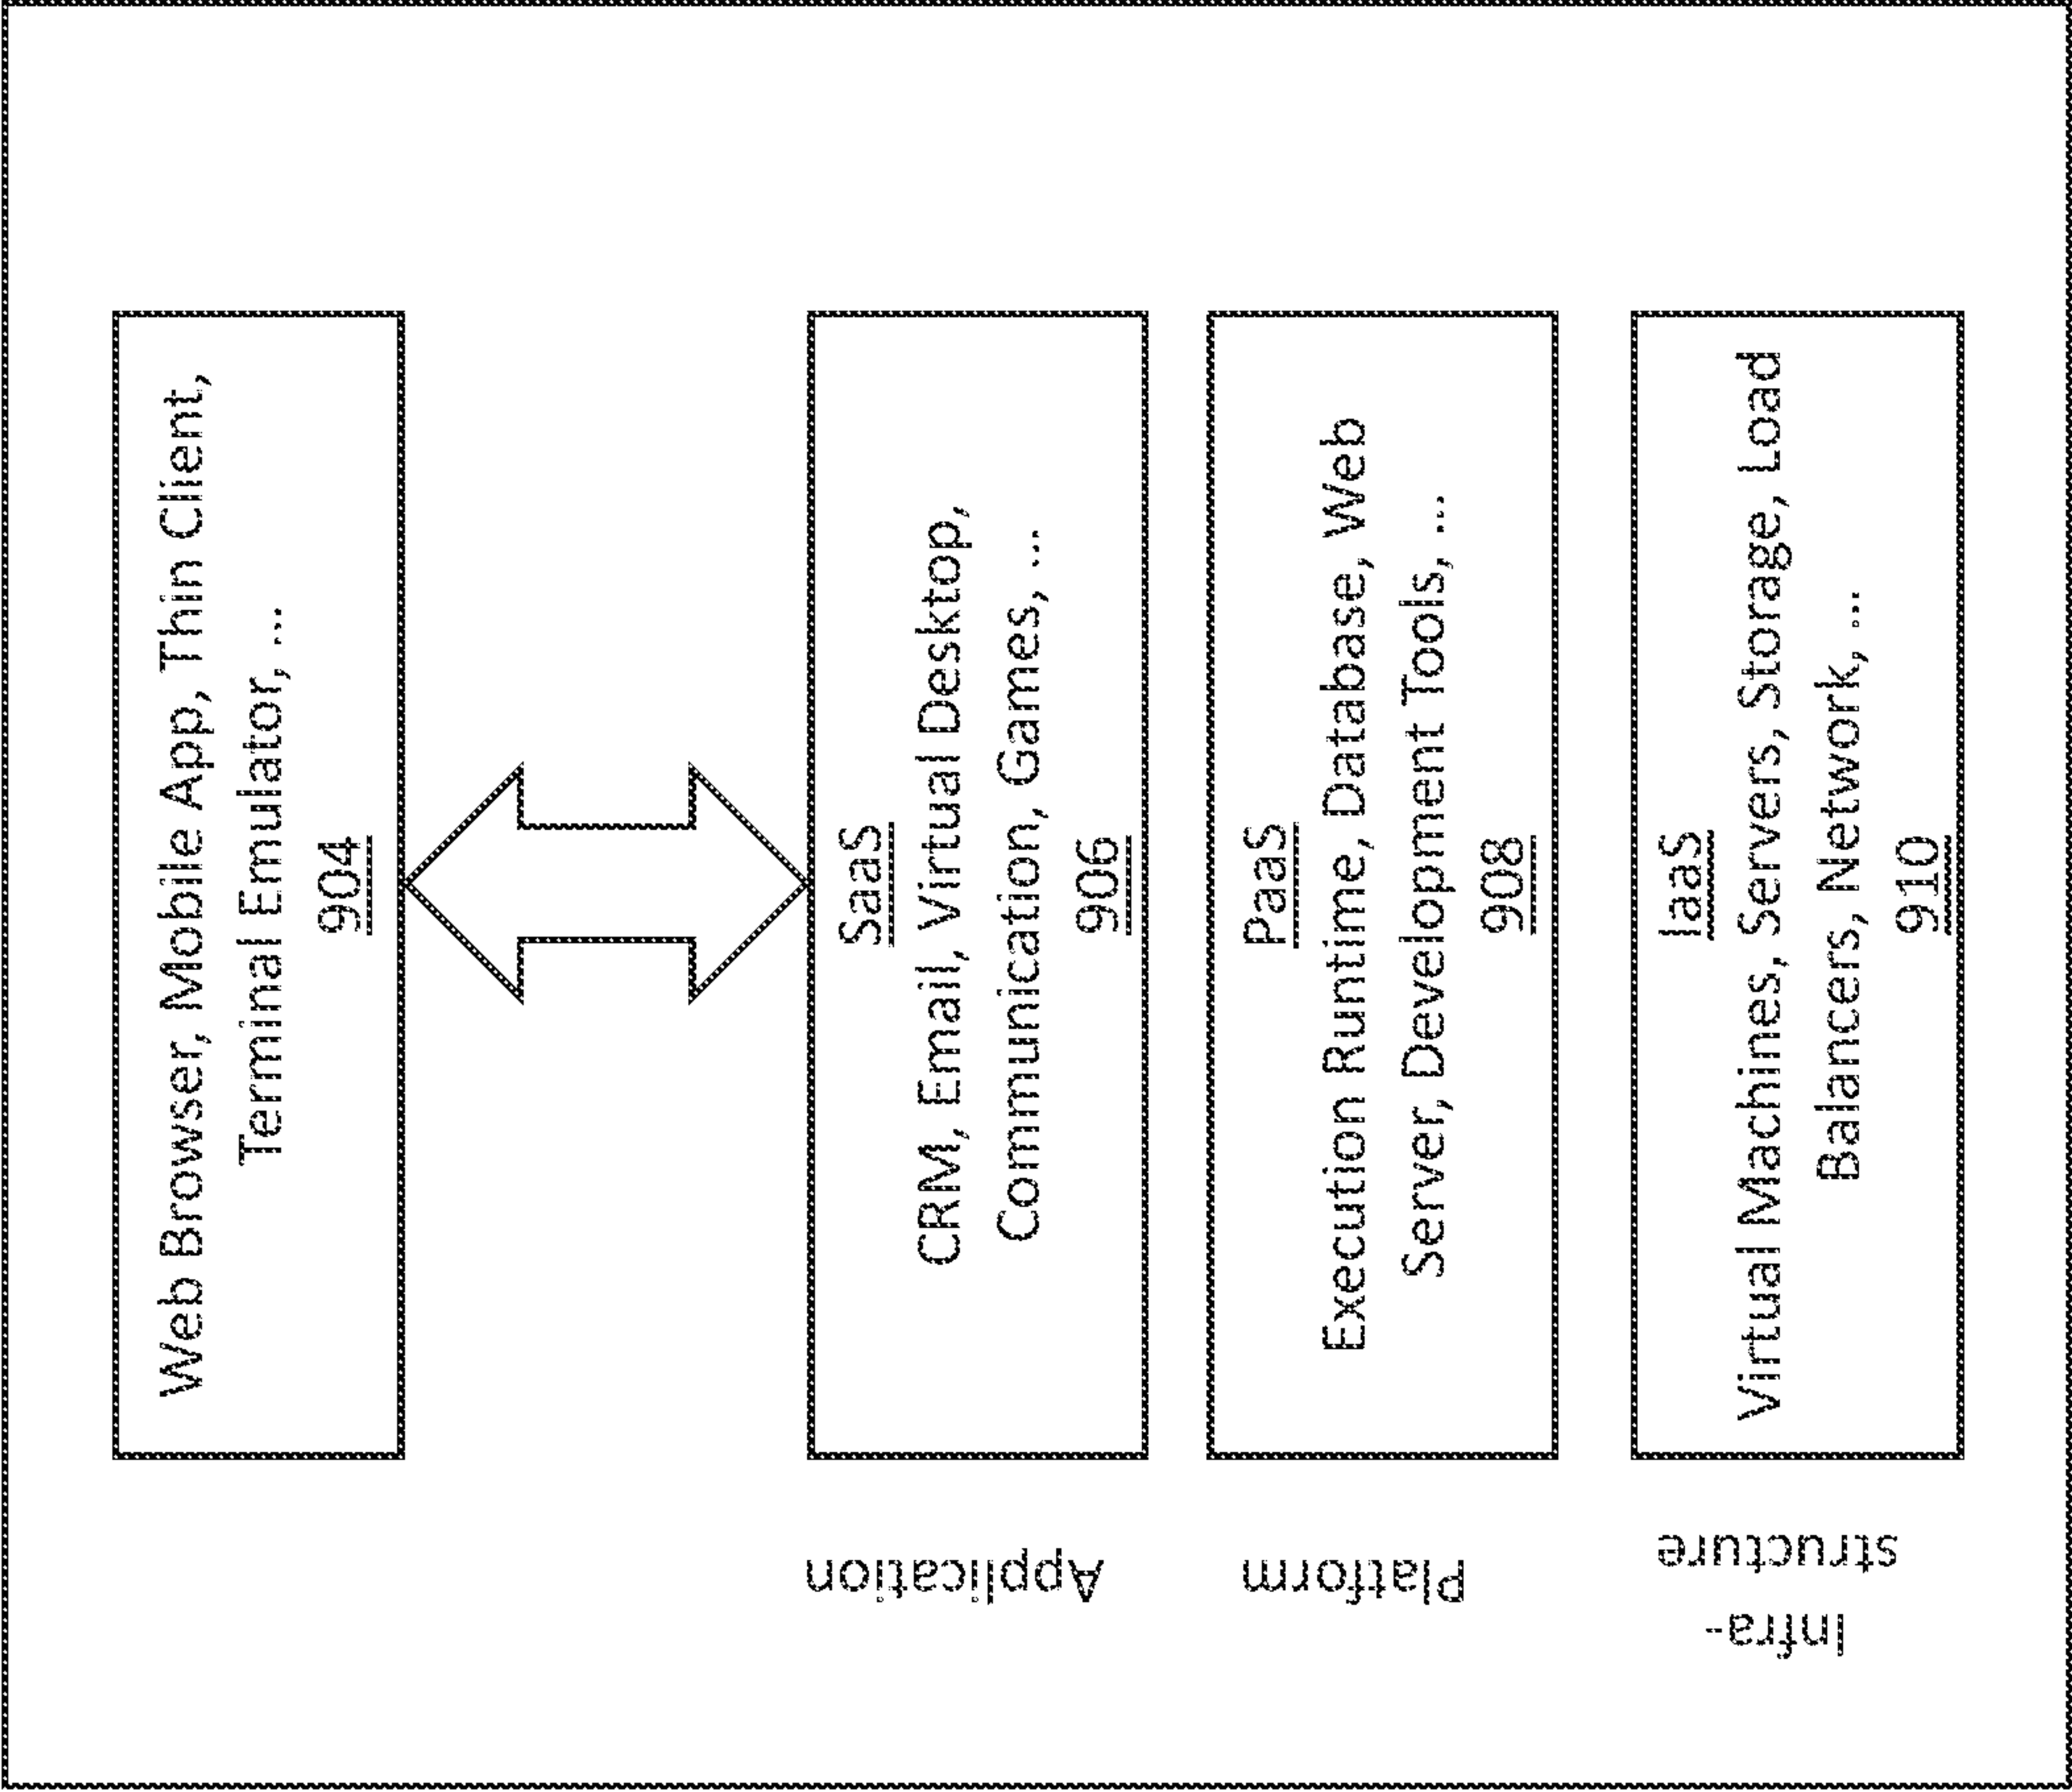 Web Browser, Mobile App, Thin Client,
Terminal Emulator, ...
904
Application
SaaS
CRM, Email, Virtual Desktop,
Communication, Games, ...
906
Platform
PaaS
Execution Runtime, Database, Web
Server, Development Tools, ...
908
Infra-
structure
IaaS
Virtual Machines, Servers, Storage, Load
Balancers, Network, ...
910